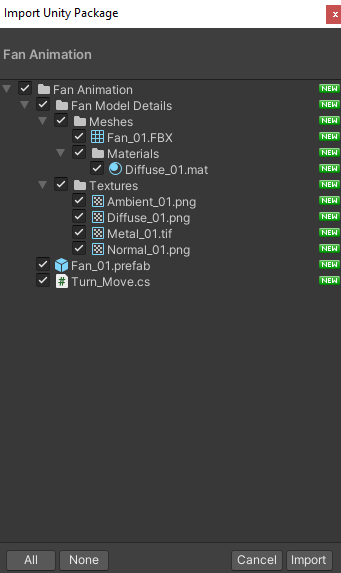 Import Unity Package
x
Fan Animation
Fan Animation NEW
Fan Model Details NEW
Meshes NEW
Fan_01.FBX NEW
Materials NEW
Diffuse_01.mat NEW
Textures NEW
Ambient_01.png NEW
Diffuse_01.png NEW
Metal_01.tif NEW
Normal_01.png NEW
Fan_01.prefab NEW
# Turn_Move.cs NEW
All None Cancel Import